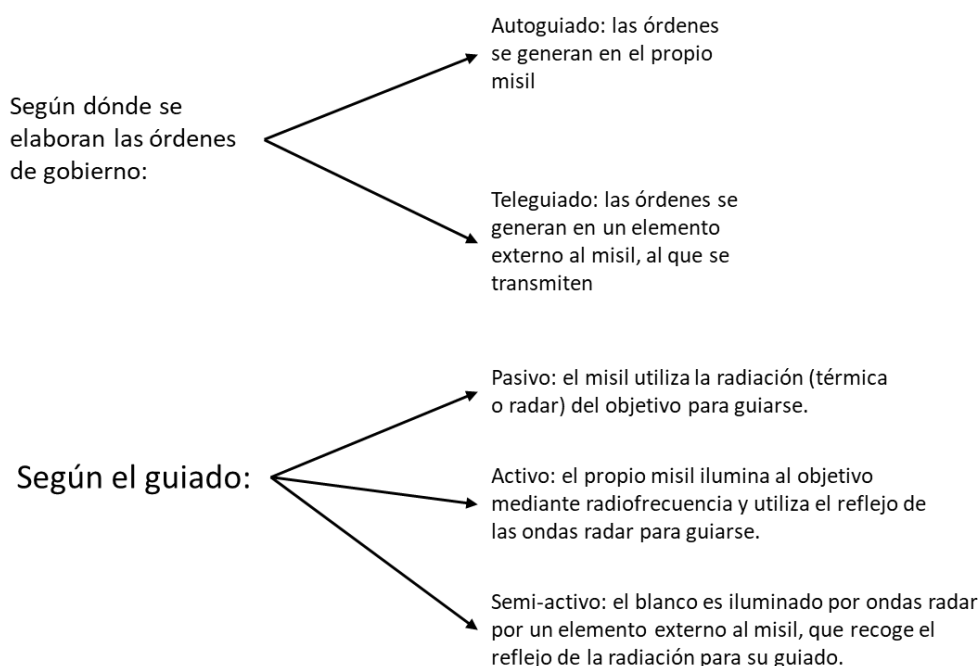 Autoguiado: las órdenes
se generan en el propio
misil
Según dónde se
elaboran las órdenes
de gobierno:
Teleguiado: las órdenes se
generan en un elemento
externo al misil, al que se
transmiten
Según el guiado:
Pasivo: el misil utiliza la radiación (térmica
o radar) del objetivo para guiarse.
Activo: el propio misil ilumina al objetivo
mediante radiofrecuencia y utiliza el reflejo de
las ondas radar para guiarse.
Semi-activo: el blanco es iluminado por ondas radar
por un elemento externo al misil, que recoge el
reflejo de la radiación para su guiado.